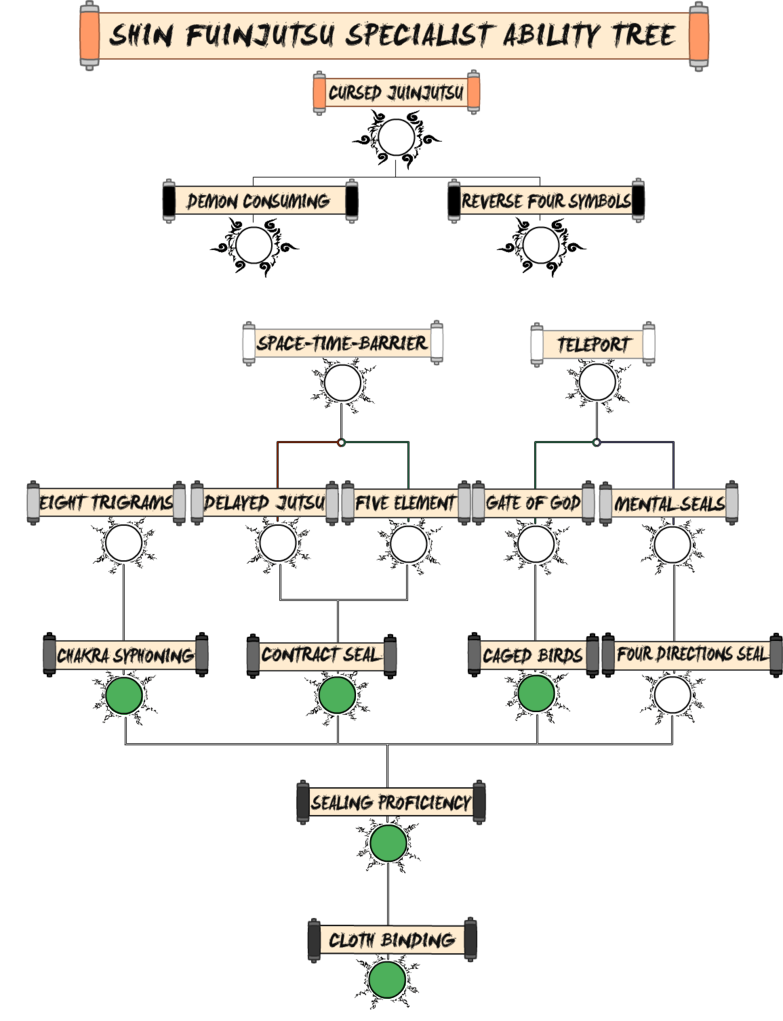 SHIN FUINJUTSU SPECIALIST ABILITY TREE
CURSED JUINJUTSU
DEMON CONSUMING
REVERSE FOUR SYMBOLS
SPACE-TIME-BARRIER
TELEPORT
EIGHT TRIGRAMS
DELAYED JUTSU
FIVE ELEMENT
GATE OF GOD
MENTAL SEALS
CHAKRA SYPHONING
CONTRACT SEAL
CAGED BIRDS
FOUR DIRECTIONS SEAL
SEALING PROFICIENCY
CLOTH BINDING